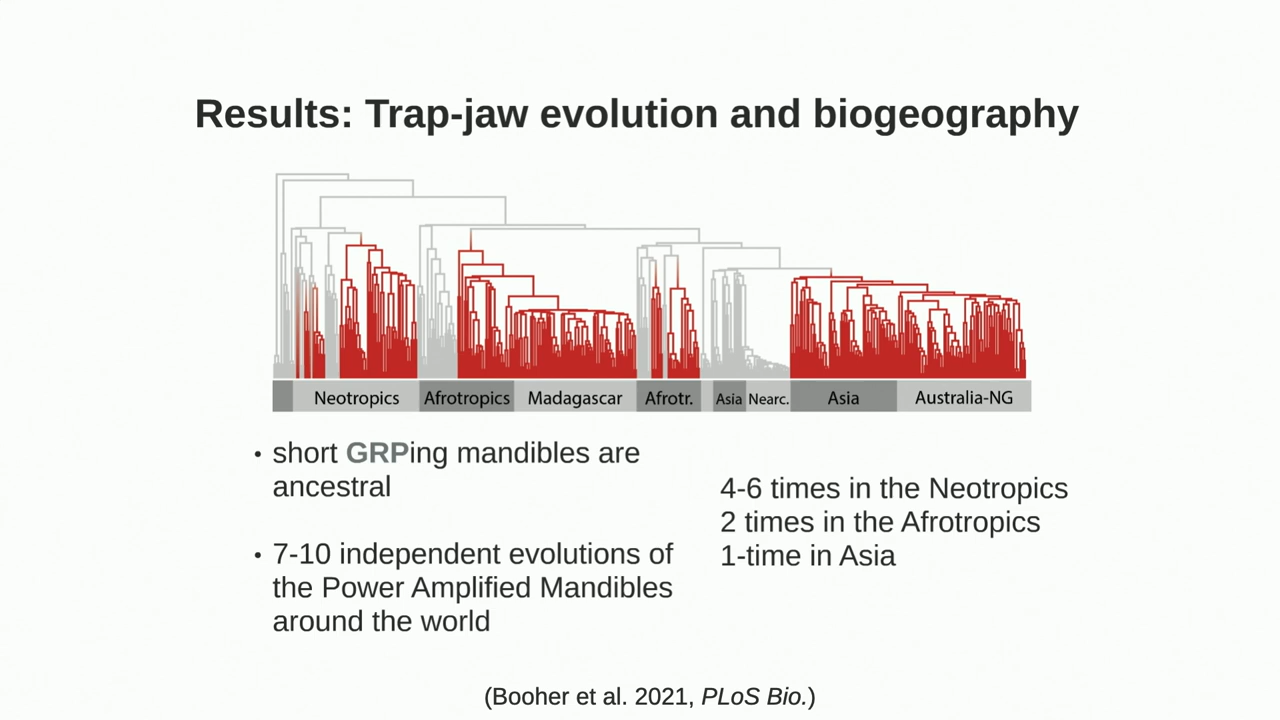 Results: Trap-jaw evolution and biogeography
Neotropics Afrotropics Madagascar Afrotr. Asia Nearc. Asia Australia-NG
• short GRPing mandibles are
ancestral
• 7-10 independent evolutions of
the Power Amplified Mandibles
around the world
4-6 times in the Neotropics
2 times in the Afrotropics
1-time in Asia
(Booher et al. 2021, PLoS Bio.)